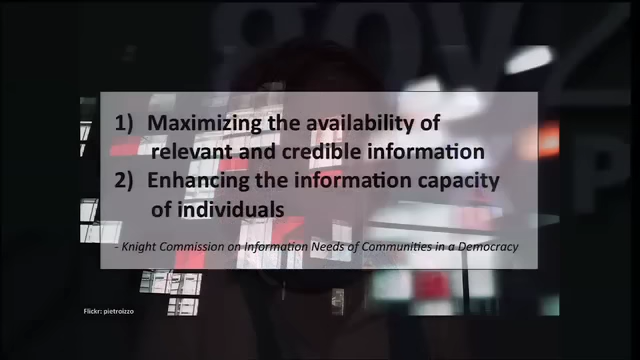 gov2
P
1) Maximizing the availability of
relevant and credible information
2) Enhancing the information capacity
of individuals
- Knight Commission on Information Needs of Communities in a Democracy
Flickr: pietroizzo